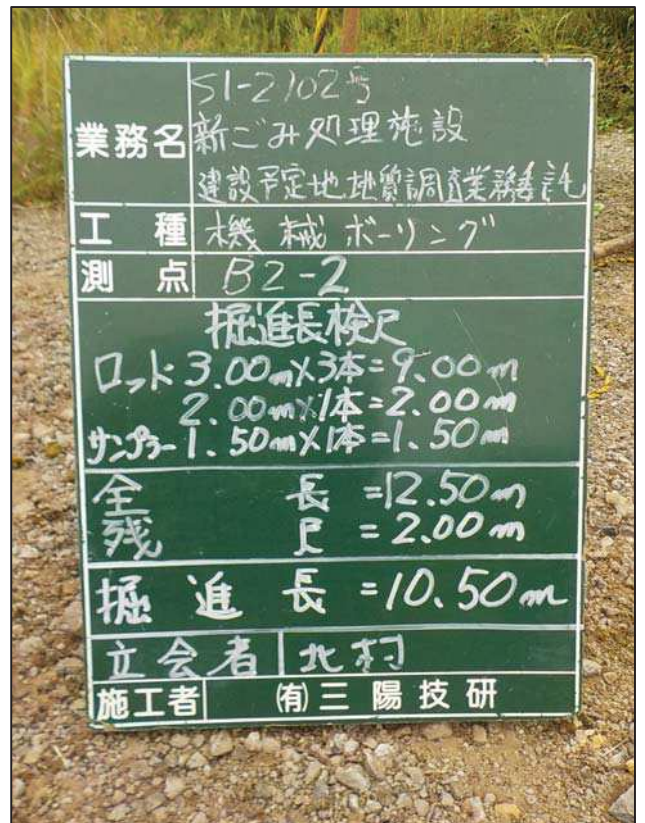 S1-2102号
業務名 新ごみ処理施設
建設予定地地質調査業務委託
工種 機械ボーリング
測点 B2-2
掘進長検尺
ロット3.00m×3本=9.00m
2.00m×1本=2.00m
サンプラー1.50m×1本=1.50m
全長=12.50m
残尺=2.00m
掘進長=10.50m
立会者 北村
施工者 (有)三陽技研